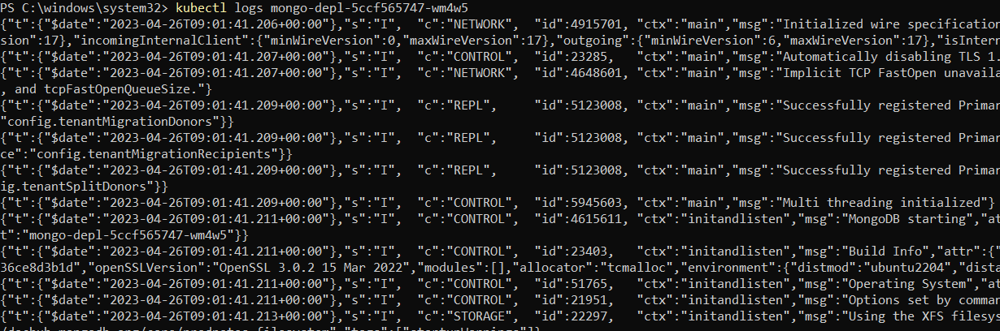 PS C:\windows\system32> kubectl logs mongo-depl-5ccf565747-wm4w5
{"t":{"$date":"2023-04-26T09:01:41.206+00:00"},"s":"I",  "c":"NETWORK",  "id":4915701, "ctx":"main","msg":"Initialized wire specification
sion":17},"incomingInternalClient":{"minWireVersion":0,"maxWireVersion":17},"outgoing":{"minWireVersion":6,"maxWireVersion":17},"isIntern
{"t":{"$date":"2023-04-26T09:01:41.207+00:00"},"s":"I",  "c":"CONTROL",  "id":23285,   "ctx":"main","msg":"Automatically disabling TLS 1.
{"t":{"$date":"2023-04-26T09:01:41.207+00:00"},"s":"I",  "c":"NETWORK",  "id":4648601, "ctx":"main","msg":"Implicit TCP FastOpen unavaila
, and tcpFastOpenQueueSize."}
{"t":{"$date":"2023-04-26T09:01:41.209+00:00"},"s":"I",  "c":"REPL",     "id":5123008, "ctx":"main","msg":"Successfully registered Primar
"config.tenantMigrationDonors"}}
{"t":{"$date":"2023-04-26T09:01:41.209+00:00"},"s":"I",  "c":"REPL",     "id":5123008, "ctx":"main","msg":"Successfully registered Primar
ce":"config.tenantMigrationRecipients"}}
{"t":{"$date":"2023-04-26T09:01:41.209+00:00"},"s":"I",  "c":"REPL",     "id":5123008, "ctx":"main","msg":"Successfully registered Primar
ig.tenantSplitDonors"}}
{"t":{"$date":"2023-04-26T09:01:41.209+00:00"},"s":"I",  "c":"CONTROL",  "id":5945603, "ctx":"main","msg":"Multi threading initialized"}
{"t":{"$date":"2023-04-26T09:01:41.211+00:00"},"s":"I",  "c":"CONTROL",  "id":4615611, "ctx":"initandlisten","msg":"MongoDB starting","at
t":"mongo-depl-5ccf565747-wm4w5"}}
{"t":{"$date":"2023-04-26T09:01:41.211+00:00"},"s":"I",  "c":"CONTROL",  "id":23403,   "ctx":"initandlisten","msg":"Build Info","attr":{"
36ce8d3b1d","openSSLVersion":"OpenSSL 3.0.2 15 Mar 2022","modules":[],"allocator":"tcmalloc","environment":{"distmod":"ubuntu2204","dista
{"t":{"$date":"2023-04-26T09:01:41.211+00:00"},"s":"I",  "c":"CONTROL",  "id":51765,   "ctx":"initandlisten","msg":"Operating System","at
{"t":{"$date":"2023-04-26T09:01:41.211+00:00"},"s":"I",  "c":"CONTROL",  "id":21951,   "ctx":"initandlisten","msg":"Options set by comman
{"t":{"$date":"2023-04-26T09:01:41.213+00:00"},"s":"I",  "c":"STORAGE",  "id":22297,   "ctx":"initandlisten","msg":"Using the XFS filesys